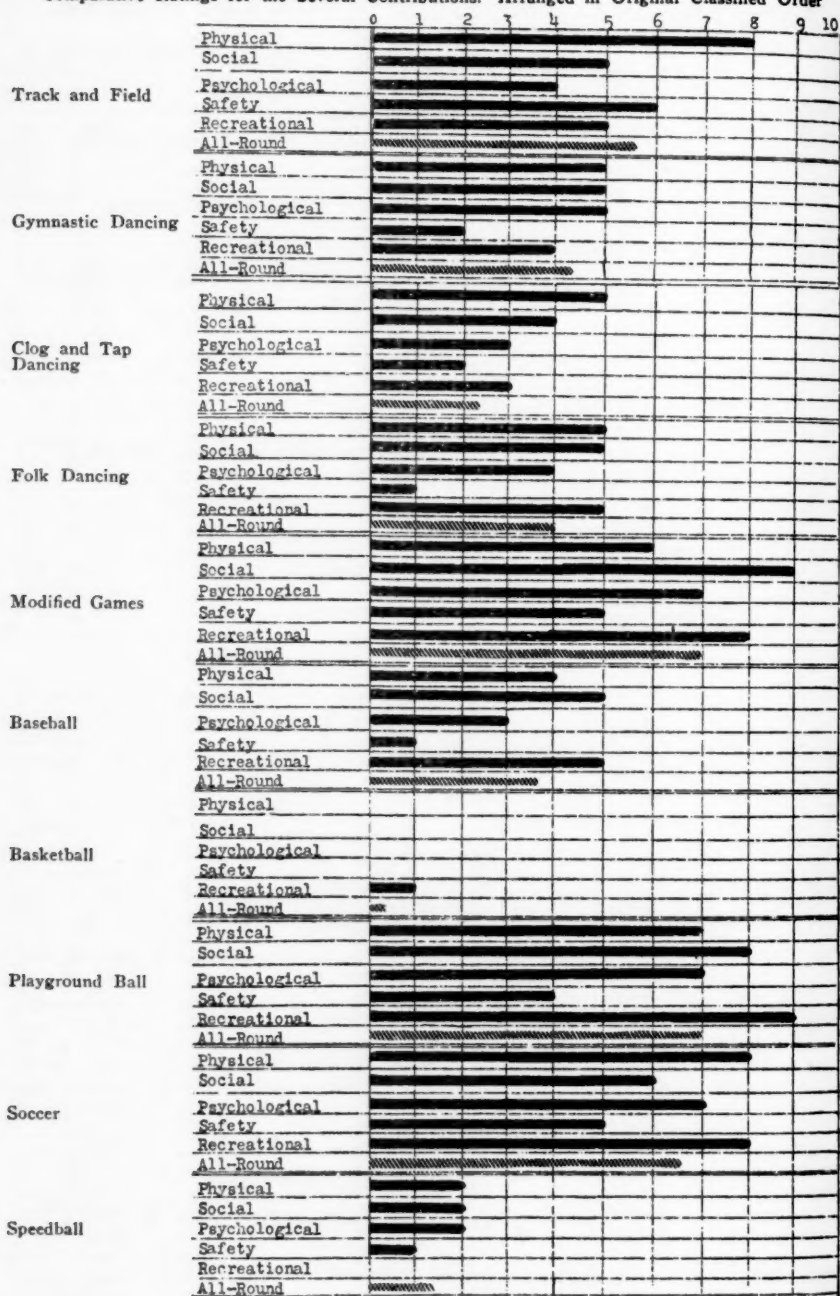 Comparative Ratings for the Several Contributions. Arranged in Original Classified Order
0 1 2 3 4 5 6 7 8 9 10
Track and Field
Physical
Social
Psychological
Safety
Recreational
All-Round
Gymnastic Dancing
Physical
Social
Psychological
Safety
Recreational
All-Round
Clog and Tap
Dancing
Physical
Social
Psychological
Safety
Recreational
All-Round
Folk Dancing
Physical
Social
Psychological
Safety
Recreational
All-Round
Modified Games
Physical
Social
Psychological
Safety
Recreational
All-Round
Baseball
Physical
Social
Psychological
Safety
Recreational
All-Round
Basketball
Physical
Social
Psychological
Safety
Recreational
All-Round
Playground Ball
Physical
Social
Psychological
Safety
Recreational
All-Round
Soccer
Physical
Social
Psychological
Safety
Recreational
All-Round
Speedball
Physical
Social
Psychological
Safety
Recreational
All-Round